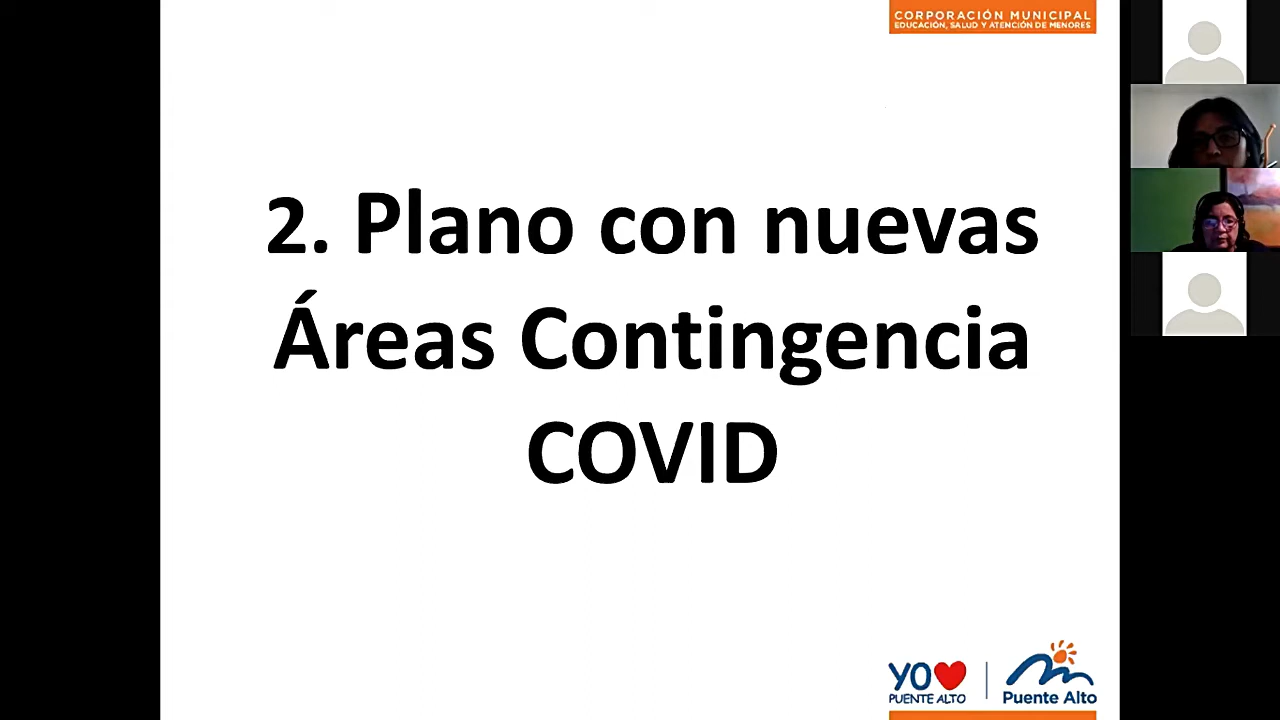 CORPORACIÓN MUNICIPAL
EDUCACIÓN, SALUD Y ATENCIÓN DE MENORES
2. Plano con nuevas
Áreas Contingencia
COVID
YO
PUENTE ALTO
Puente Alto